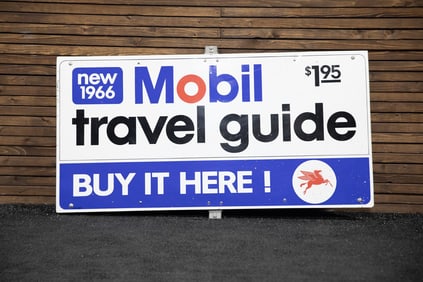 new
1966
Mobil
$1.95
travel guide
BUY IT HERE !